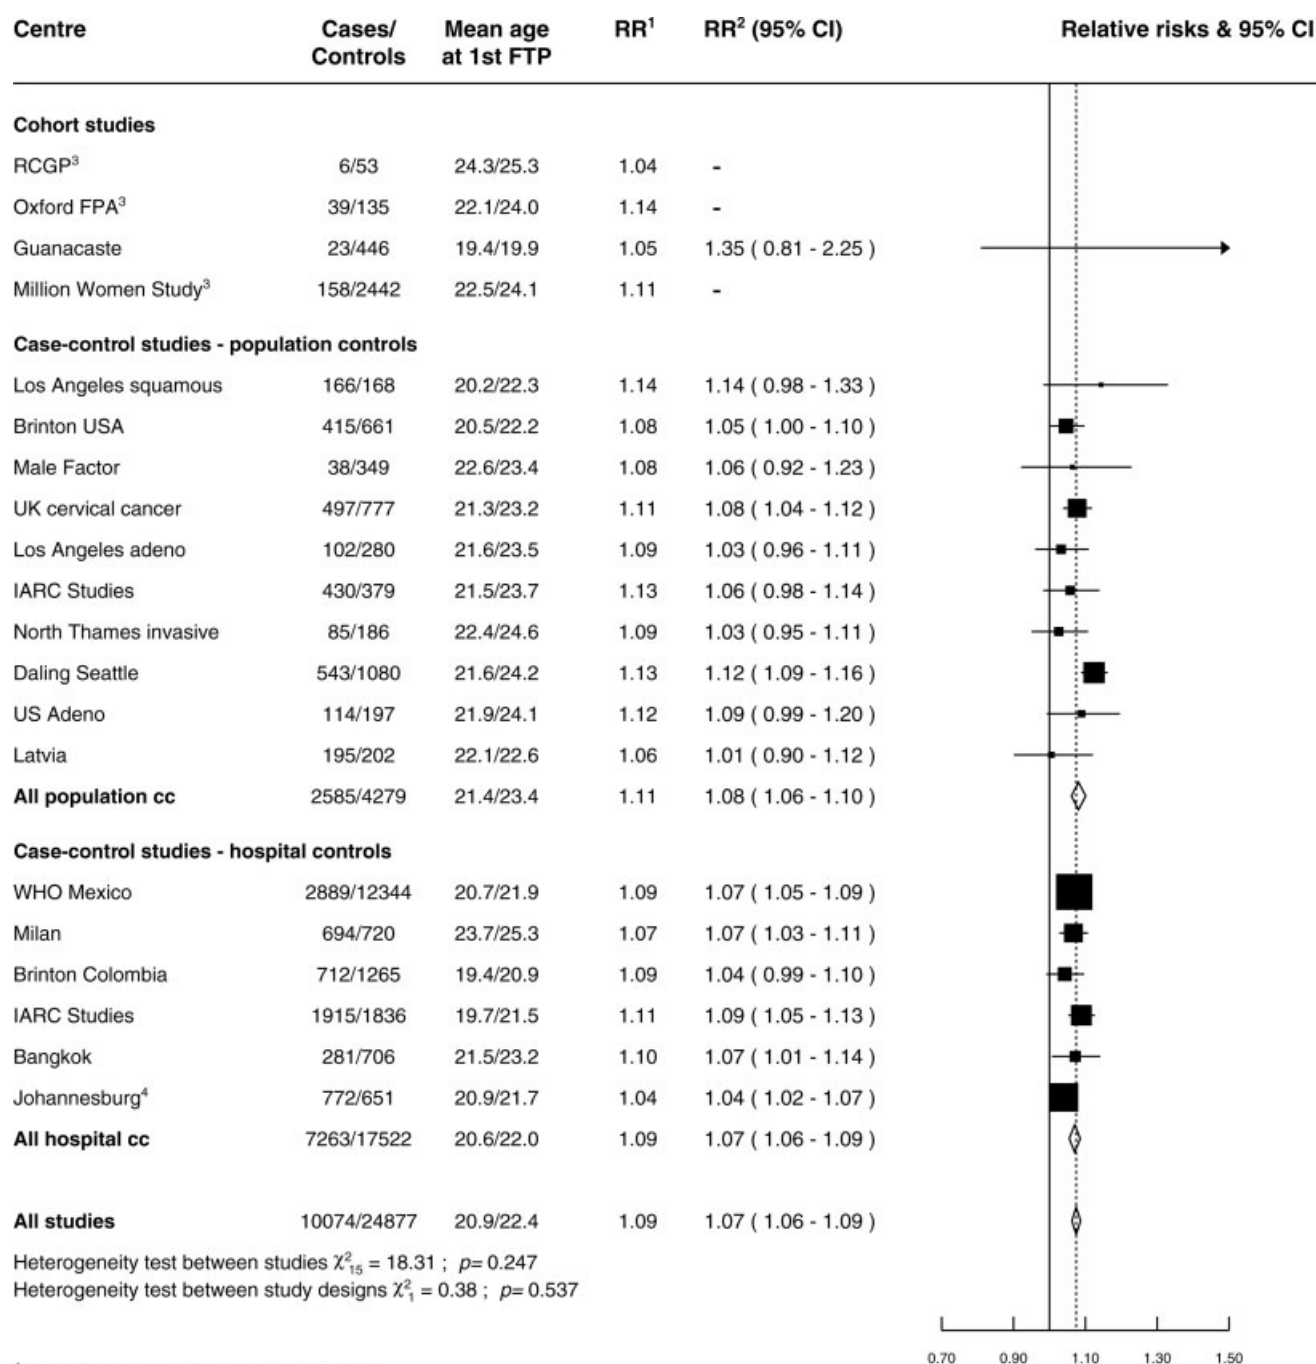 Centre Cases/ Mean age RR1 RR2 (95% CI) Relative risks & 95% CI
Controls at 1st FTP
Cohort studies
RCGP3 6/53 24.3/25.3 1.04 -
Oxford FPA3 39/135 22.1/24.0 1.14 -
Guanacaste 23/446 19.4/19.9 1.05 1.35 ( 0.81 - 2.25 )
Million Women Study3 158/2442 22.5/24.1 1.11 -
Case-control studies - population controls
Los Angeles squamous 166/168 20.2/22.3 1.14 1.14 ( 0.98 - 1.33 )
Brinton USA 415/661 20.5/22.2 1.08 1.05 ( 1.00 - 1.10 )
Male Factor 38/349 22.6/23.4 1.08 1.06 ( 0.92 - 1.23 )
UK cervical cancer 497/777 21.3/23.2 1.11 1.08 ( 1.04 - 1.12 )
Los Angeles adeno 102/280 21.6/23.5 1.09 1.03 ( 0.96 - 1.11 )
IARC Studies 430/379 21.5/23.7 1.13 1.06 ( 0.98 - 1.14 )
North Thames invasive 85/186 22.4/24.6 1.09 1.03 ( 0.95 - 1.11 )
Daling Seattle 543/1080 21.6/24.2 1.13 1.12 ( 1.09 - 1.16 )
US Adeno 114/197 21.9/24.1 1.12 1.09 ( 0.99 - 1.20 )
Latvia 195/202 22.1/22.6 1.06 1.01 ( 0.90 - 1.12 )
All population cc 2585/4279 21.4/23.4 1.11 1.08 ( 1.06 - 1.10 )
Case-control studies - hospital controls
WHO Mexico 2889/12344 20.7/21.9 1.09 1.07 ( 1.05 - 1.09 )
Milan 694/720 23.7/25.3 1.07 1.07 ( 1.03 - 1.11 )
Brinton Colombia 712/1265 19.4/20.9 1.09 1.04 ( 0.99 - 1.10 )
IARC Studies 1915/1836 19.7/21.5 1.11 1.09 ( 1.05 - 1.13 )
Bangkok 281/706 21.5/23.2 1.10 1.07 ( 1.01 - 1.14 )
Johannesburg4 772/651 20.9/21.7 1.04 1.04 ( 1.02 - 1.07 )
All hospital cc 7263/17522 20.6/22.0 1.09 1.07 ( 1.06 - 1.09 )
All studies 10074/24877 20.9/22.4 1.09 1.07 ( 1.06 - 1.09 )
Heterogeneity test between studies χ²15 = 18.31 ; p= 0.247
Heterogeneity test between study designs χ²1 = 0.38 ; p= 0.537
0.70 0.90 1.10 1.30 1.50